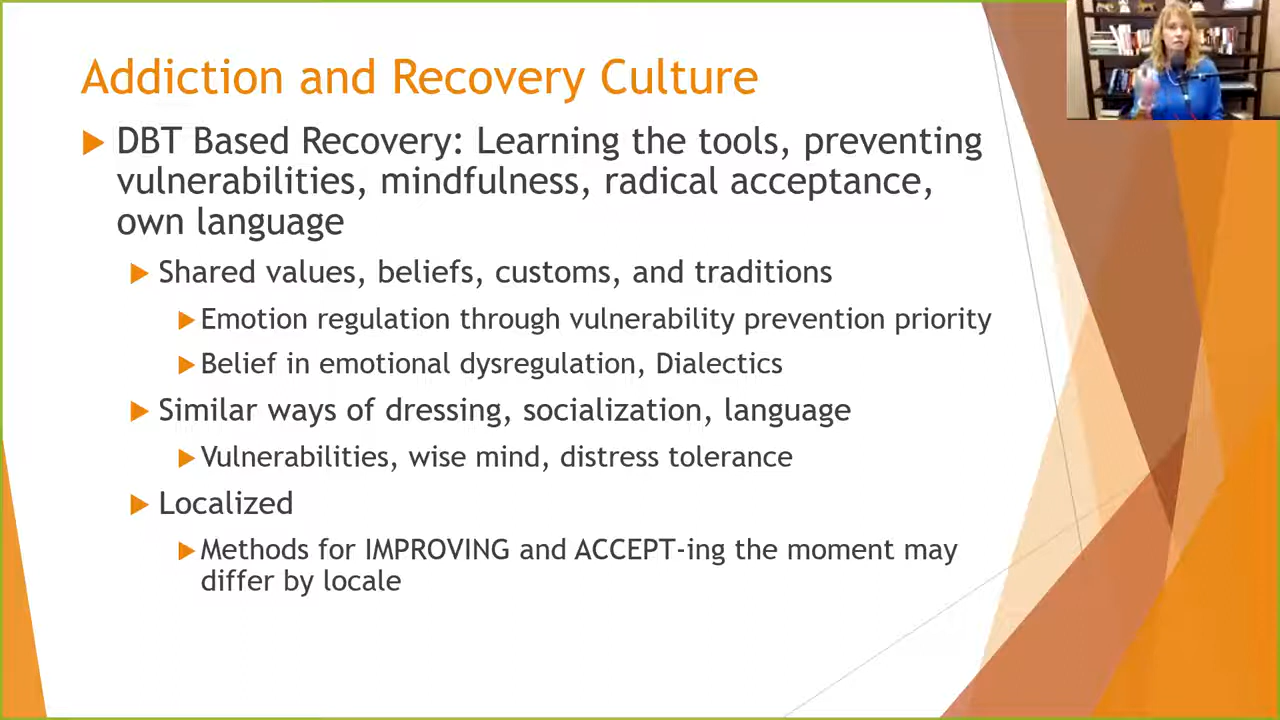 Addiction and Recovery Culture
DBT Based Recovery: Learning the tools, preventing
vulnerabilities, mindfulness, radical acceptance,
own language
Shared values, beliefs, customs, and traditions
Emotion regulation through vulnerability prevention priority
Belief in emotional dysregulation, Dialectics
Similar ways of dressing, socialization, language
Vulnerabilities, wise mind, distress tolerance
Localized
Methods for IMPROVING and ACCEPT-ing the moment may
differ by locale